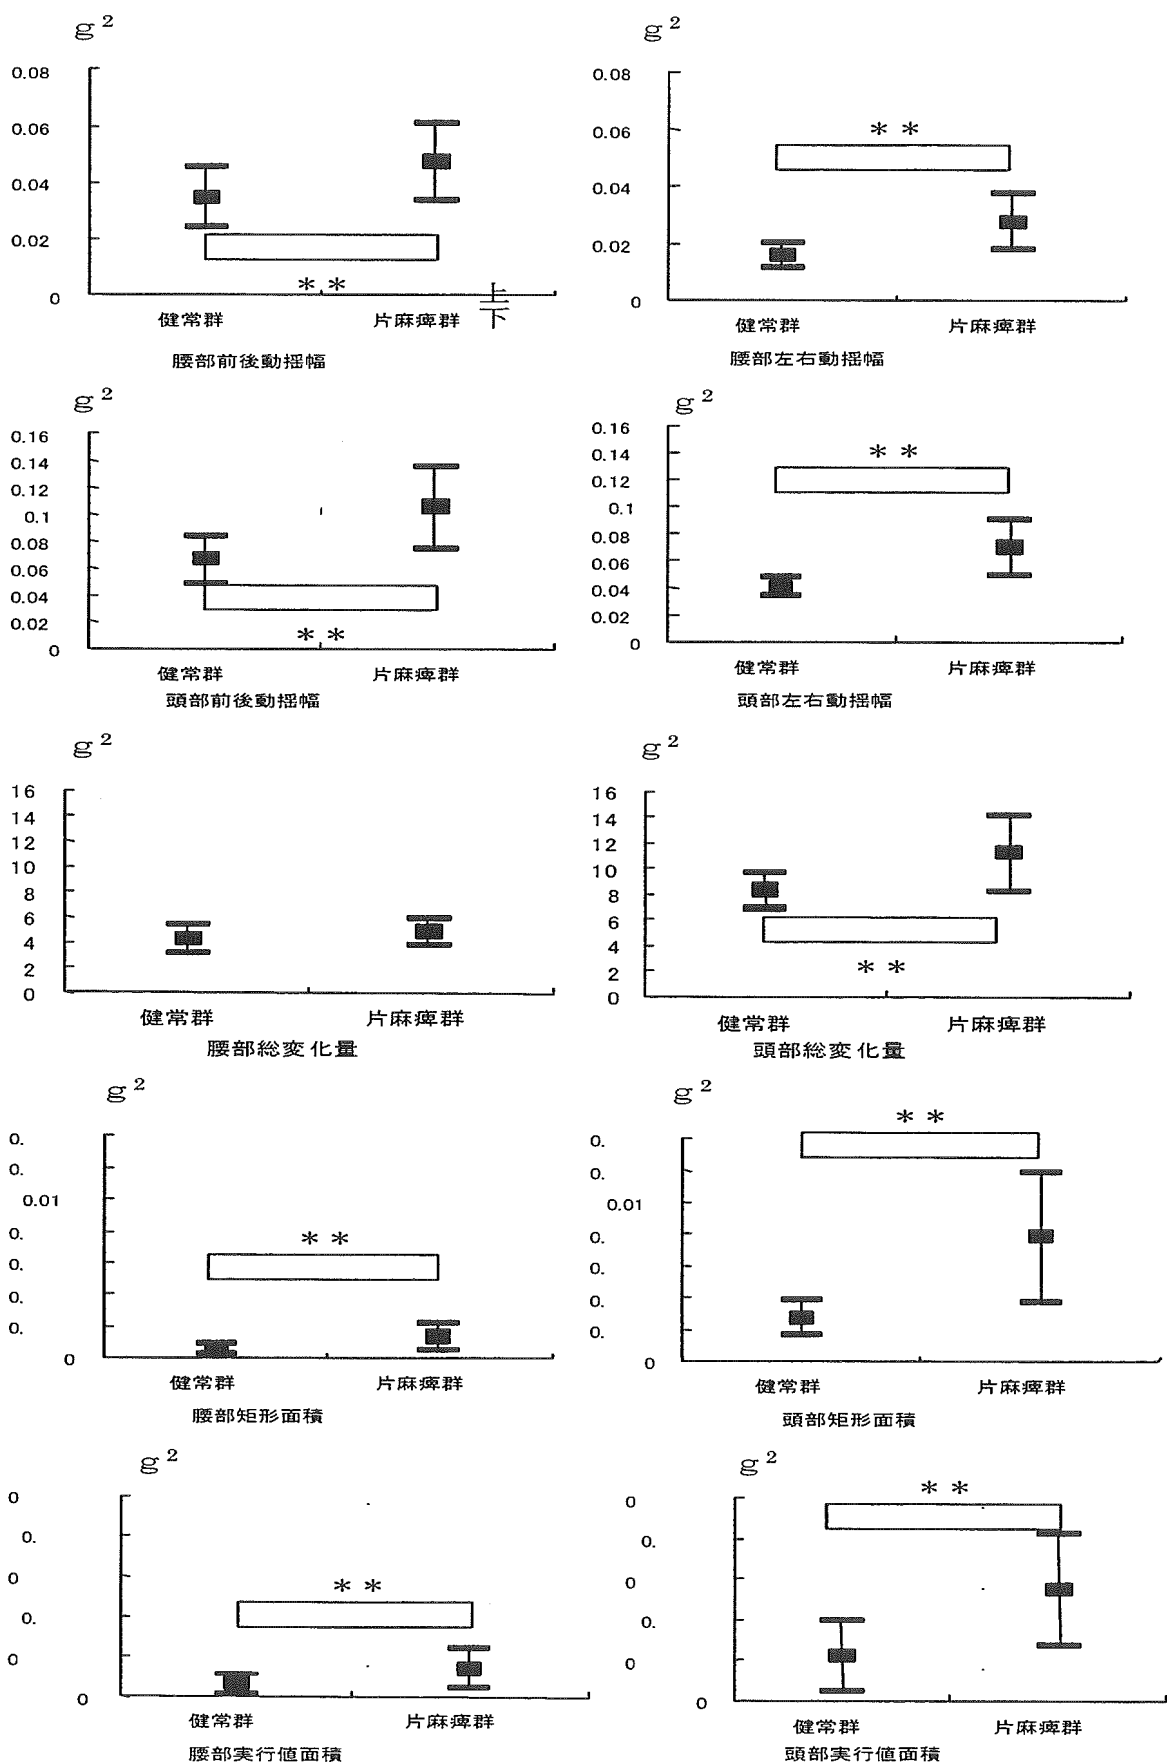 g²
0.08
0.06
0.04
0.02
0
＊＊
健常群 片麻痺群
上下
腰部前後動揺幅
g²
0.08
0.06
0.04
0.02
0
＊＊
健常群 片麻痺群
腰部左右動揺幅
g²
0.16
0.14
0.12
0.1
0.08
0.06
0.04
0.02
0
＊＊
健常群 片麻痺群
頭部前後動揺幅
g²
0.16
0.14
0.12
0.1
0.08
0.06
0.04
0.02
0
＊＊
健常群 片麻痺群
頭部左右動揺幅
g²
16
14
12
10
8
6
4
2
0
健常群 片麻痺群
腰部総変化量
g²
16
14
12
10
8
6
4
2
0
＊＊
健常群 片麻痺群
頭部総変化量
g²
0.
0.
0.01
0.
0.
0.
0.
0
＊＊
健常群 片麻痺群
腰部矩形面積
g²
0.
0.
0.01
0.
0.
0.
0.
0
＊＊
健常群 片麻痺群
頭部矩形面積
g²
0
0.
0
0.
0
0
＊＊
健常群 片麻痺群
腰部実行値面積
g²
0
0.
0
0.
0
0
＊＊
健常群 片麻痺群
頭部実行値面積